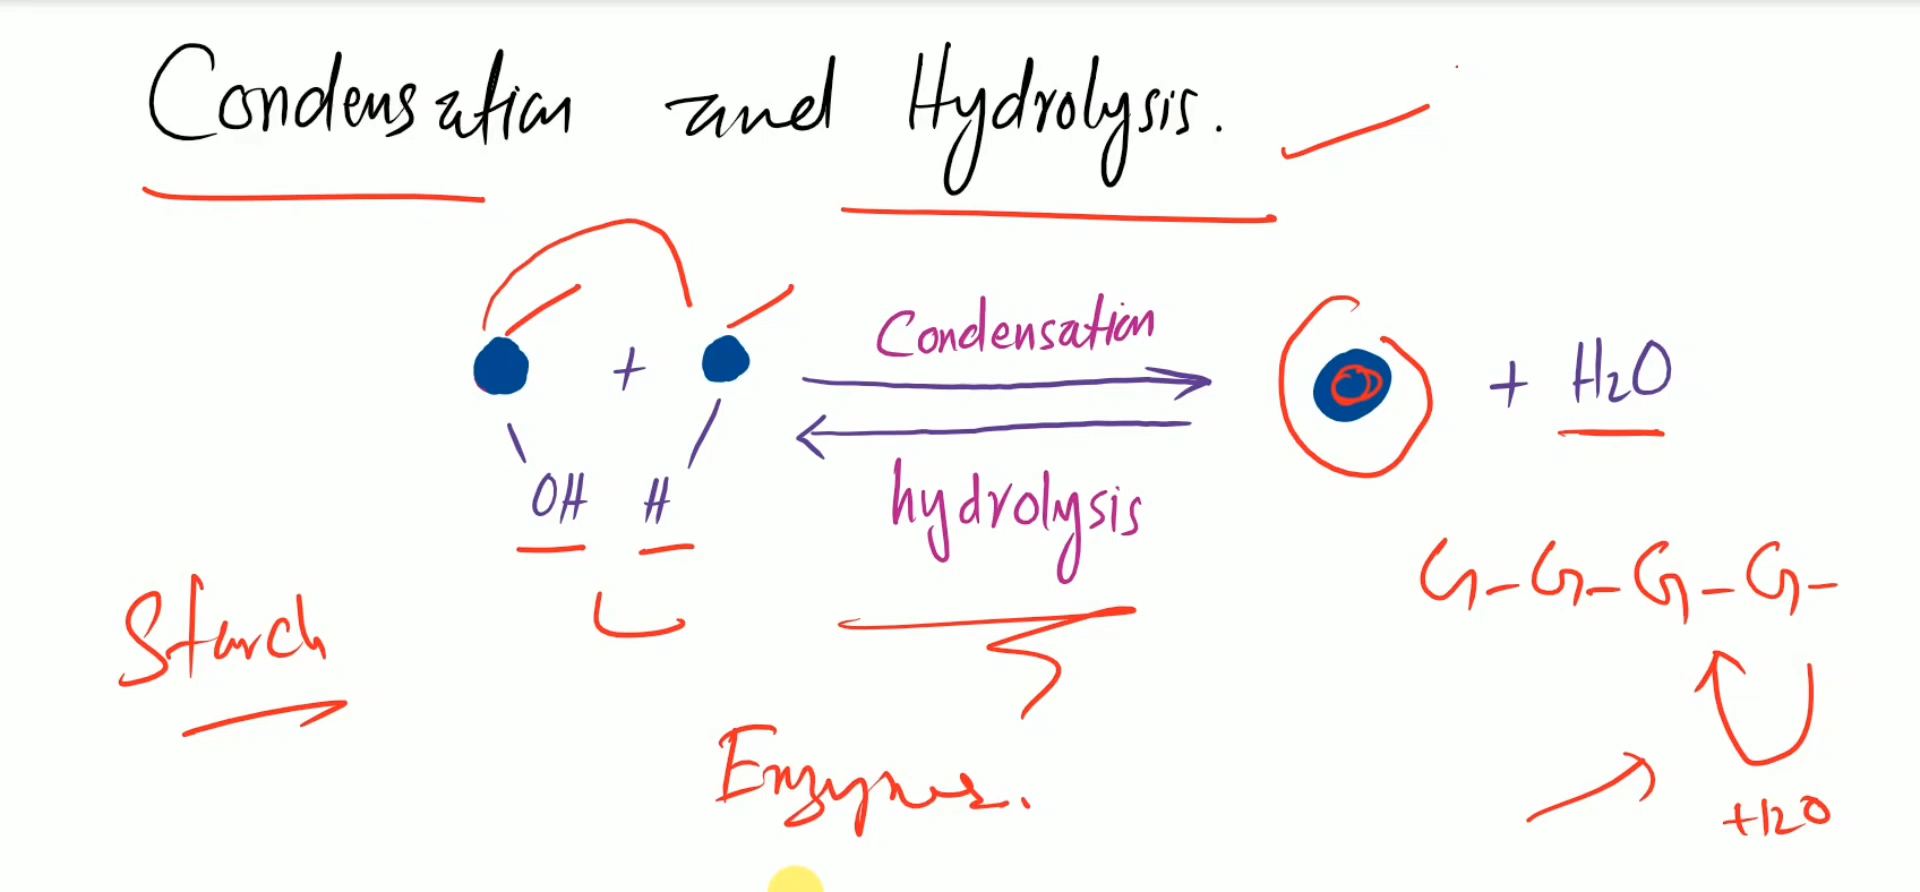 Condensation and Hydrolysis.
+ Condensation + H₂O
OH H hydrolysis
G-G-G-G-
Starch
Enzymes.
H2O